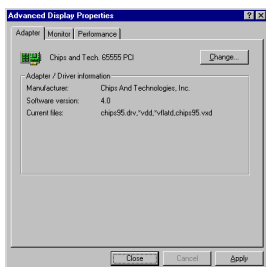 Advanced Display Properties
Adapter Monitor Performance
Chips and Tech. 65555 PCI
Change...
Adapter / Driver information
Manufacturer: Chips And Technologies, Inc.
Software version: 4.0
Current files: chips95.drv,*vdd,*vflatd,chips95.vxd
Close Cancel Apply